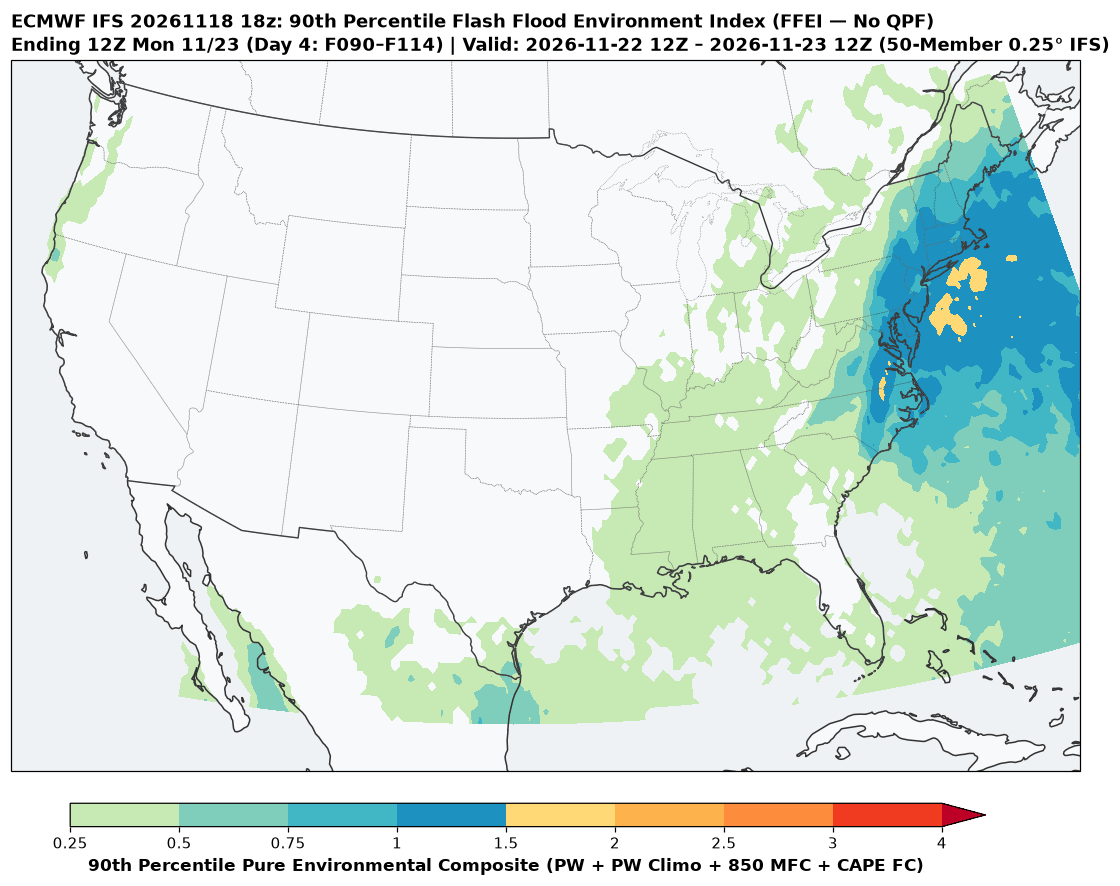 ECMWF IFS 20261118 18z: 90th Percentile Flash Flood Environment Index (FFEI — No QPF)
Ending 12Z Mon 11/23 (Day 4: F090–F114) | Valid: 2026-11-22 12Z – 2026-11-23 12Z (50-Member 0.25° IFS)
0.25 0.5 0.75 1 1.5 2 2.5 3 4
90th Percentile Pure Environmental Composite (PW + PW Climo + 850 MFC + CAPE FC)